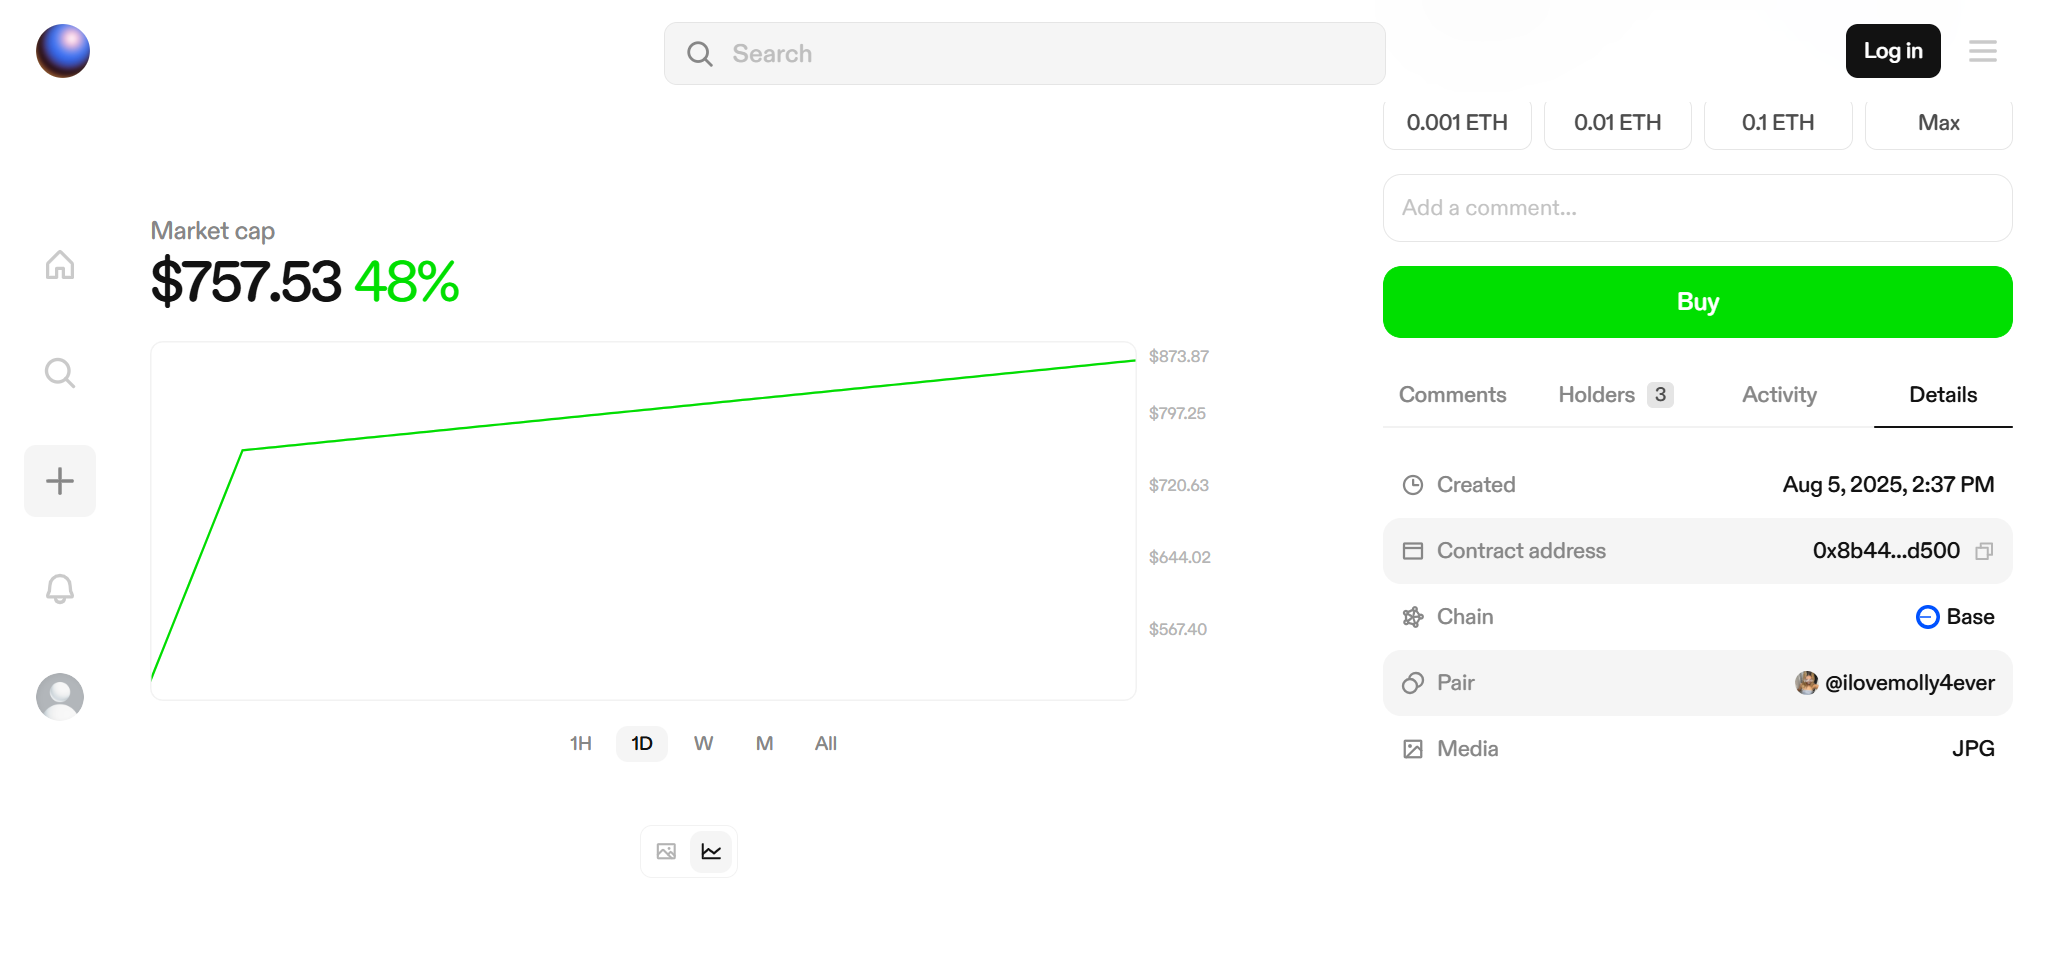 Search
Log in
0.001 ETH
0.01 ETH
0.1 ETH
Max
Add a comment...
Buy
Market cap
$757.53 48%
$873.87
$797.25
$720.63
$644.02
$567.40
1H
1D
W
M
All
Comments
Holders 3
Activity
Details
Created
Aug 5, 2025, 2:37 PM
Contract address
0x8b44...d500
Chain
Base
Pair
@ilovemolly4ever
Media
JPG